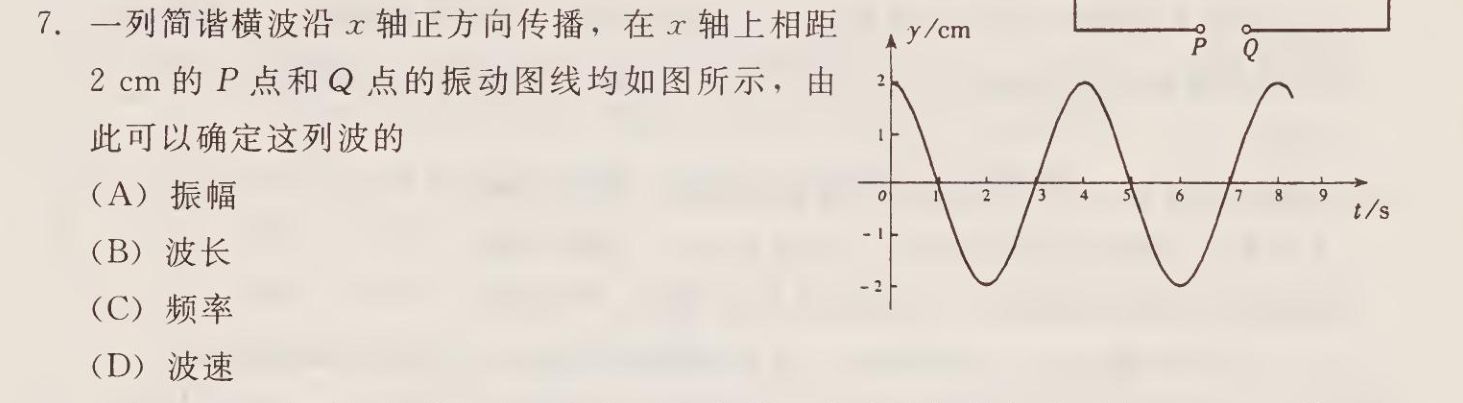 7. 一列简谐横波沿 x 轴正方向传播，在 x 轴上相距
2 cm 的 P 点和 Q 点的振动图线均如图所示，由
此可以确定这列波的
(A) 振幅
(B) 波长
(C) 频率
(D) 波速
P Q
y/cm
2
1
0 1 2 3 4 5 6 7 8 9
t/s
-1
-2